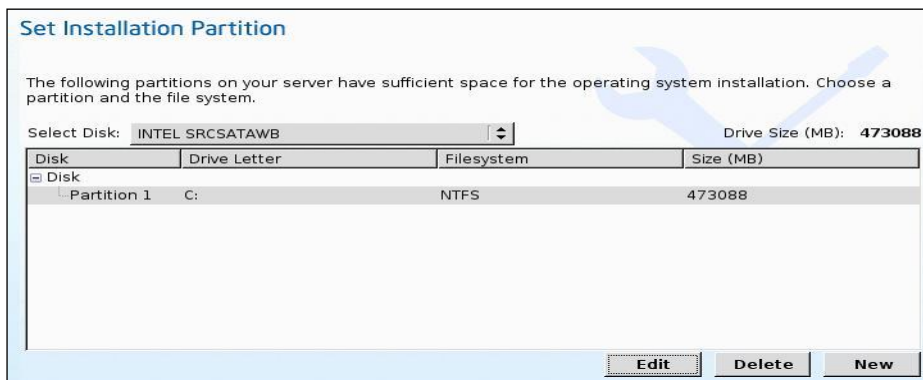 Set Installation Partition
The following partitions on your server have sufficient space for the operating system installation. Choose a
partition and the file system.
Select Disk: INTEL SRCSATAWB Drive Size (MB): 473088
Disk Drive Letter Filesystem Size (MB)
Disk
Partition 1 C: NTFS 473088
Edit Delete New